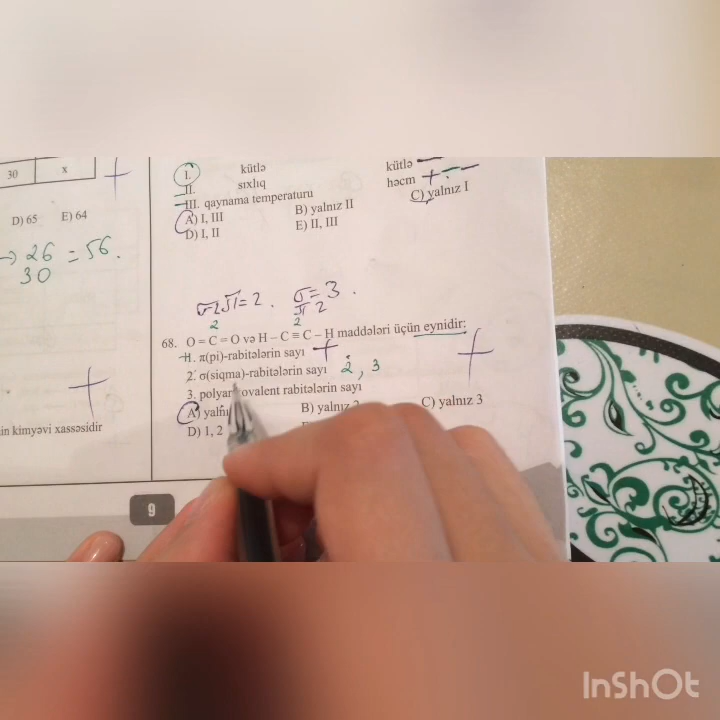 30 x
D) 65 E) 64
26 = 56.
30
in kimyəvi xassəsidir
I. kütlə kütlə
II. sıxlıq həcm
III. qaynama temperaturu
A) I, III B) yalnız II C) yalnız I
D) I, II E) II, III
σ=3.
π 2
2 2
68. O = C = O və H – C ≡ C – H maddələri üçün eynidir:
1. π(pi)-rabitələrin sayı
2. σ(siqma)-rabitələrin sayı 2, 3
3. polyar ovalent rabitələrin sayı
A) B) yalnız 2 C) yalnız 3
D) 1, 2
9
InShOt